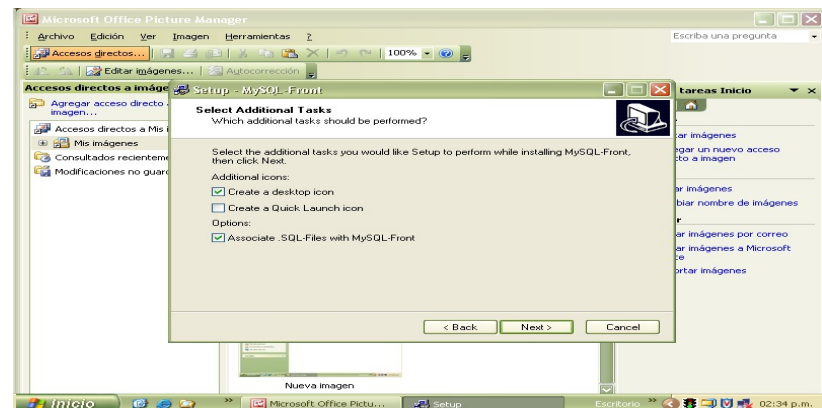 Microsoft Office Picture Manager
Archivo Edición Ver Imagen Herramientas ?
Escriba una pregunta
Accesos directos... 100%
Editar imágenes... Autocorrección
Accesos directos a image
Agregar acceso directo
imagen...
Accesos directos a Mis i
Mis imágenes
Consultados recienteme
Modificaciones no guard
Setup - MySQL-Front
Select Additional Tasks
Which additional tasks should be performed?
Select the additional tasks you would like Setup to perform while installing MySQL-Front,
then click Next.
Additional icons:
Create a desktop icon
Create a Quick Launch icon
Options:
Associate .SQL-Files with MySQL-Front
< Back Next > Cancel
tareas Inicio
ar imágenes
egar un nuevo acceso
cto a imagen
ar imágenes
biar nombre de imágenes
r
ar imágenes por correo
ar imágenes a Microsoft
ce
ortar imágenes
Nueva imagen
Inicio » Microsoft Office Pictu... Setup Escritorio » 02:34 p.m.